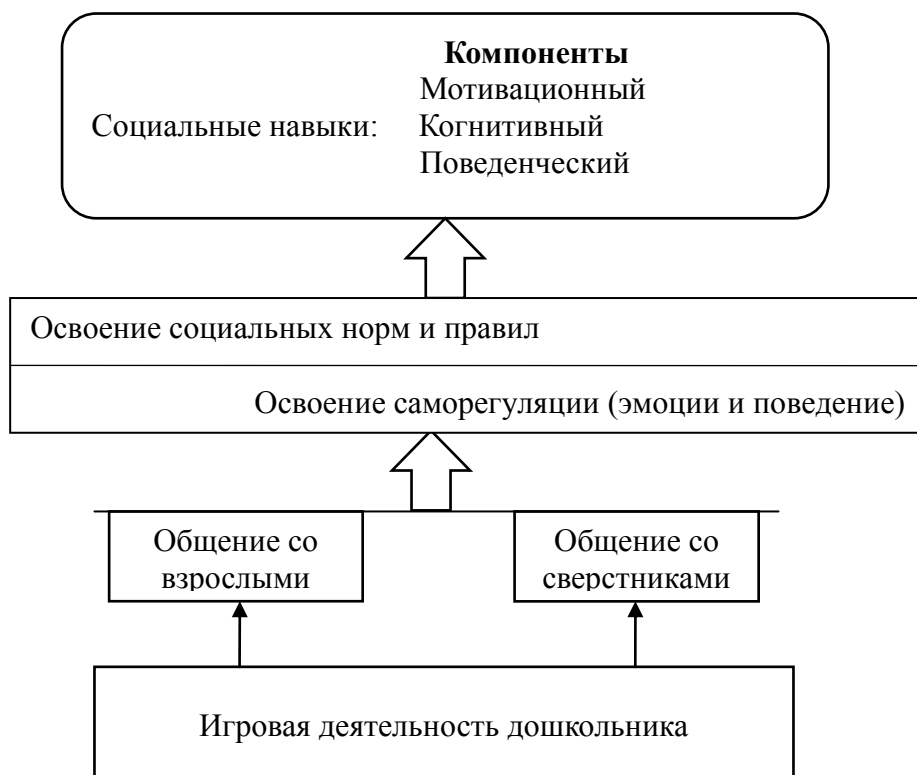 Компоненты
Мотивационный
Социальные навыки: Когнитивный
Поведенческий
Освоение социальных норм и правил
Освоение саморегуляции (эмоции и поведение)
Общение со
взрослыми
Общение со
сверстниками
Игровая деятельность дошкольника